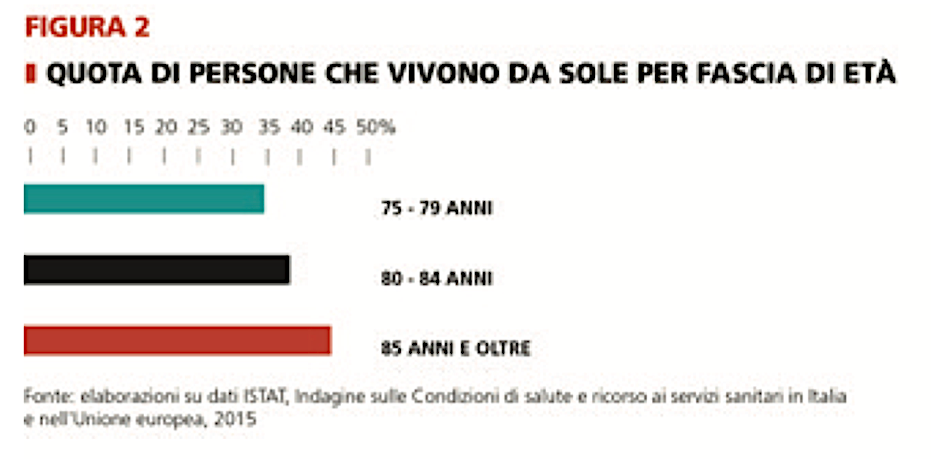 FIGURA 2
QUOTA DI PERSONE CHE VIVONO DA SOLE PER FASCIA DI ETÀ
0 5 10 15 20 25 30 35 40 45 50%
75 - 79 ANNI
80 - 84 ANNI
85 ANNI E OLTRE
Fonte: elaborazioni su dati ISTAT, Indagine sulle Condizioni di salute e ricorso ai servizi sanitari in Italia
e nell'Unione europea, 2015